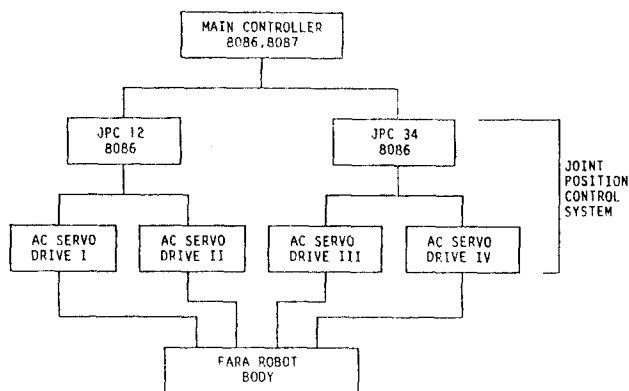 MAIN CONTROLLER
8086,8087
JPC 12
8086
JPC 34
8086
JOINT
POSITION
CONTROL
SYSTEM
AC SERVO
DRIVE I
AC SERVO
DRIVE II
AC SERVO
DRIVE III
AC SERVO
DRIVE IV
FARA ROBOT
BODY